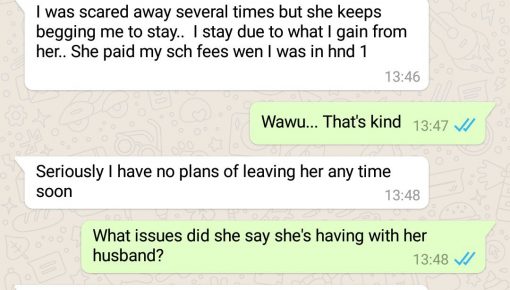 I was scared away several times but she keeps
begging me to stay.. I stay due to what I gain from
her.. She paid my sch fees wen I was in hnd 1
13:46
Wawu... That's kind 13:47
Seriously I have no plans of leaving her any time
soon
13:48
What issues did she say she's having with her
husband?
13:48